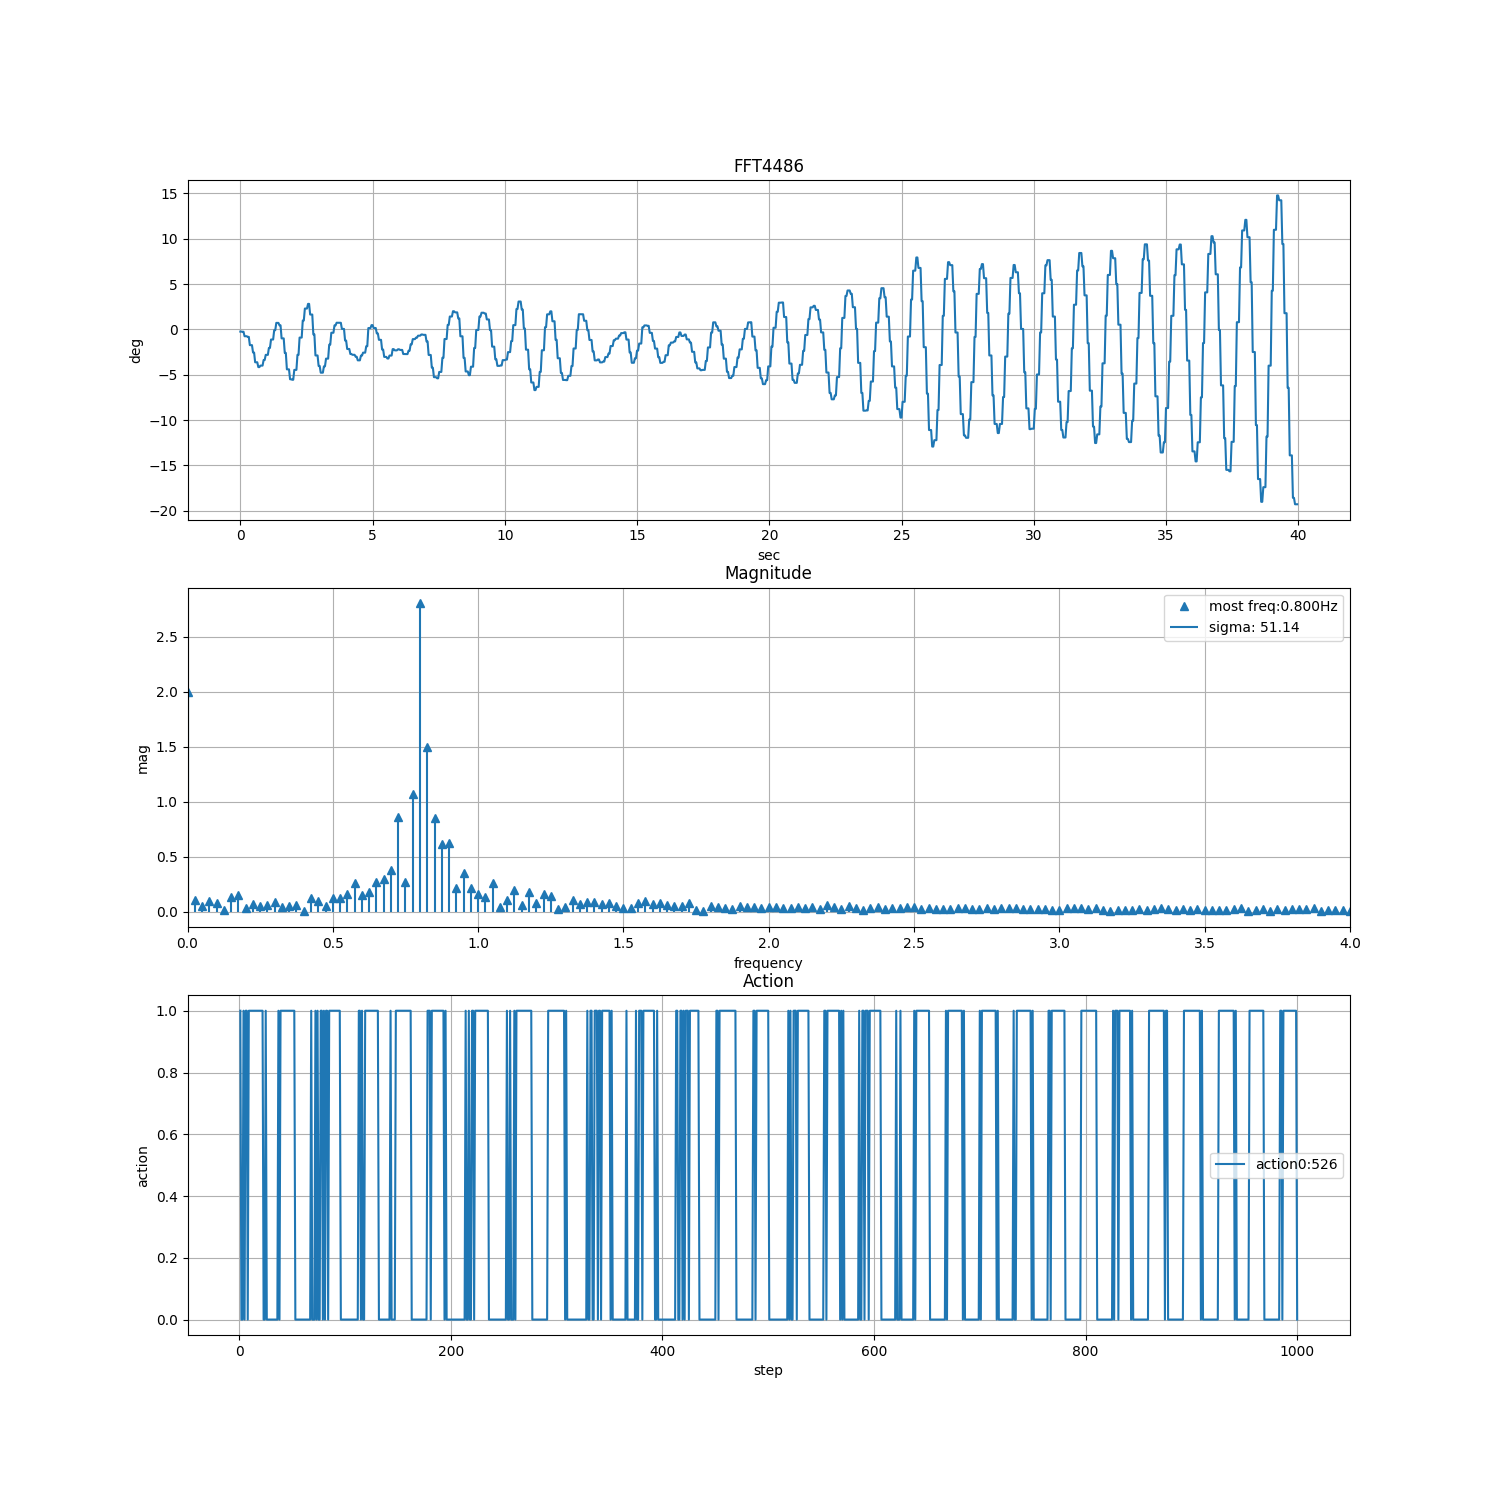 FFT4486
15
10
5
0
−5
−10
−15
−20
deg
0 5 10 15 20 25 30 35 40
sec
Magnitude
most freq:0.800Hz
sigma: 51.14
2.5
2.0
1.5
1.0
0.5
0.0
mag
0.0 0.5 1.0 1.5 2.0 2.5 3.0 3.5 4.0
frequency
Action
1.0
0.8
0.6
0.4
0.2
0.0
action
action0:526
0 200 400 600 800 1000
step